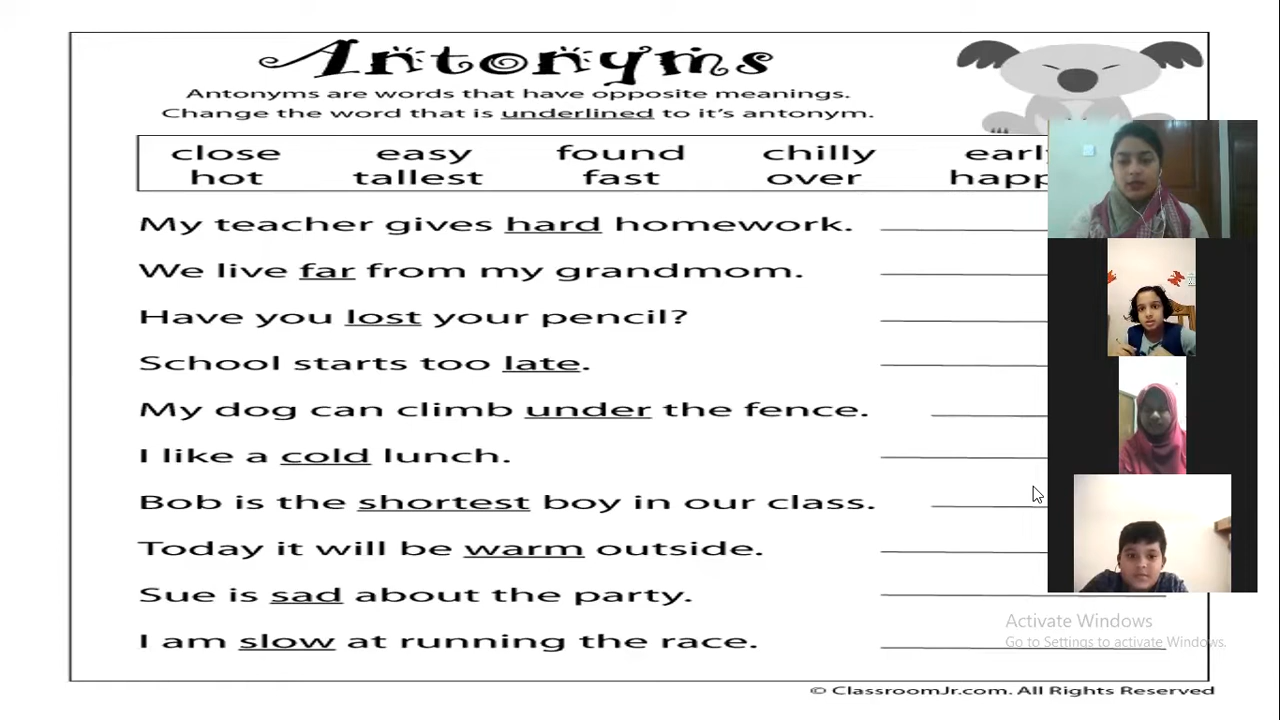 Antonyms
Antonyms are words that have opposite meanings.
Change the word that is underlined to it's antonym.
close easy found chilly
hot tallest fast over
My teacher gives hard homework.
We live far from my grandmom.
Have you lost your pencil?
School starts too late.
My dog can climb under the fence.
I like a cold lunch.
Bob is the shortest boy in our class.
Today it will be warm outside.
Sue is sad about the party.
I am slow at running the race.
Activate Windows
Go to Settings to activate Windows.
© ClassroomJr.com. All Rights Reserved